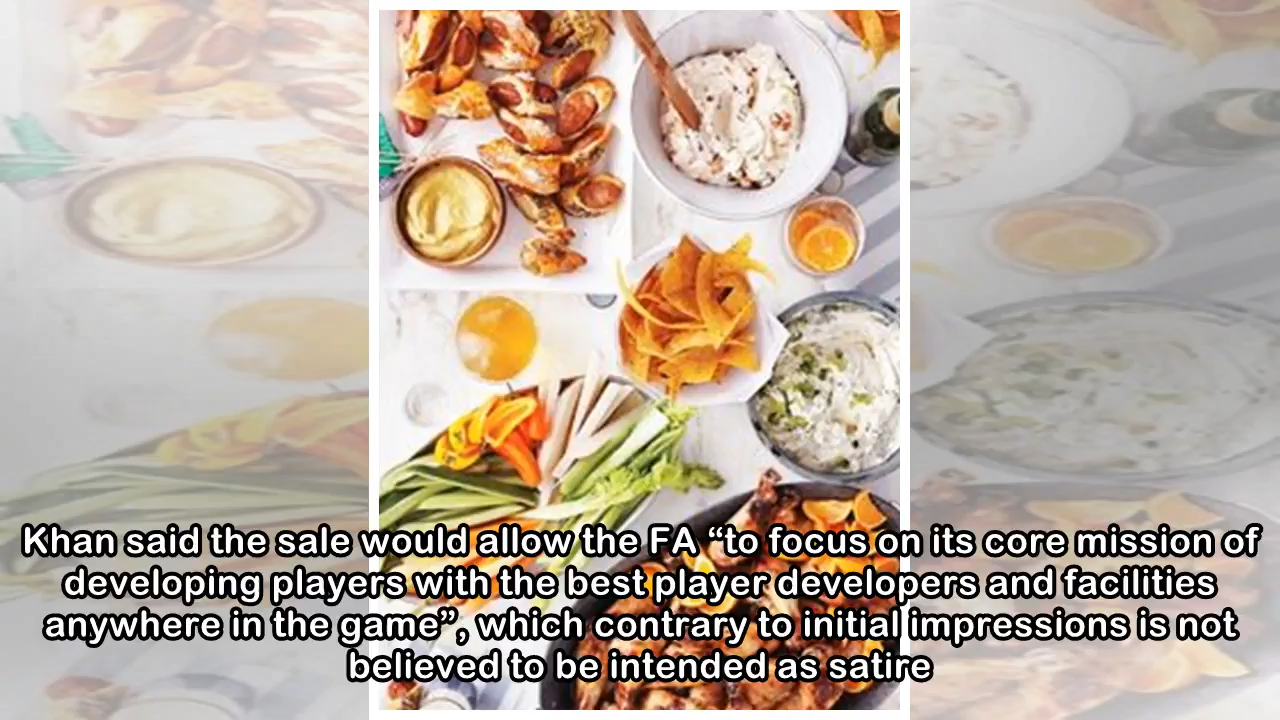 Khan said the sale would allow the FA “to focus on its core mission of
developing players with the best player developers and facilities
anywhere in the game”, which contrary to initial impressions is not
believed to be intended as satire